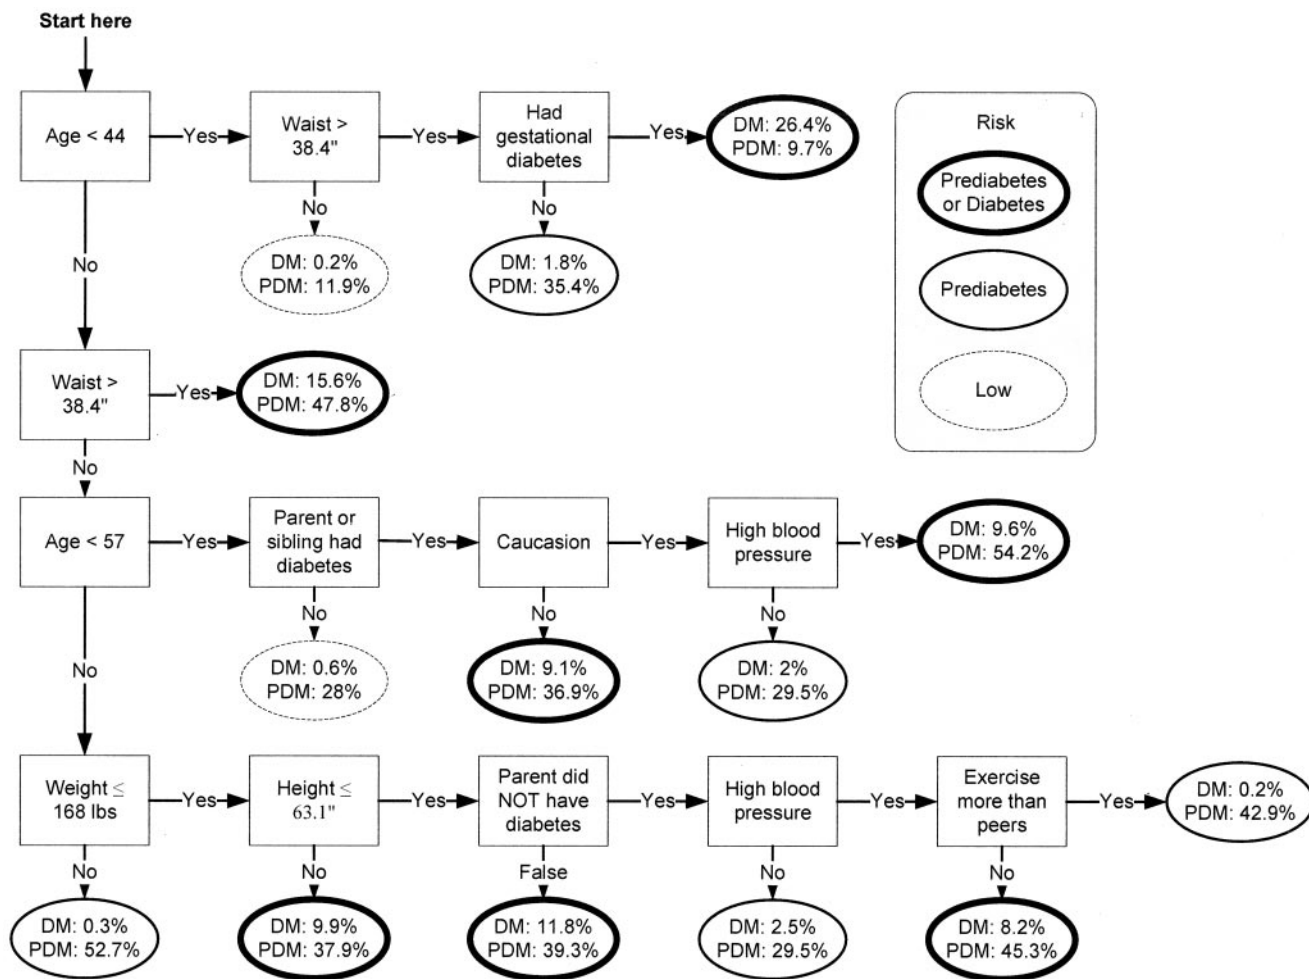 Start here
Age < 44
Yes
Waist >
38.4"
Yes
Had
gestational
diabetes
Yes
DM: 26.4%
PDM: 9.7%
No
No
No
DM: 0.2%
PDM: 11.9%
DM: 1.8%
PDM: 35.4%
Risk
Prediabetes
or Diabetes
Prediabetes
Low
Waist >
38.4"
Yes
DM: 15.6%
PDM: 47.8%
No
Age < 57
Yes
Parent or
sibling had
diabetes
Yes
Caucasion
Yes
High blood
pressure
Yes
DM: 9.6%
PDM: 54.2%
No
No
No
No
DM: 0.6%
PDM: 28%
DM: 9.1%
PDM: 36.9%
DM: 2%
PDM: 29.5%
Weight ≤
168 lbs
Yes
Height ≤
63.1"
Yes
Parent did
NOT have
diabetes
Yes
High blood
pressure
Yes
Exercise
more than
peers
Yes
DM: 0.2%
PDM: 42.9%
No
No
False
No
No
DM: 0.3%
PDM: 52.7%
DM: 9.9%
PDM: 37.9%
DM: 11.8%
PDM: 39.3%
DM: 2.5%
PDM: 29.5%
DM: 8.2%
PDM: 45.3%